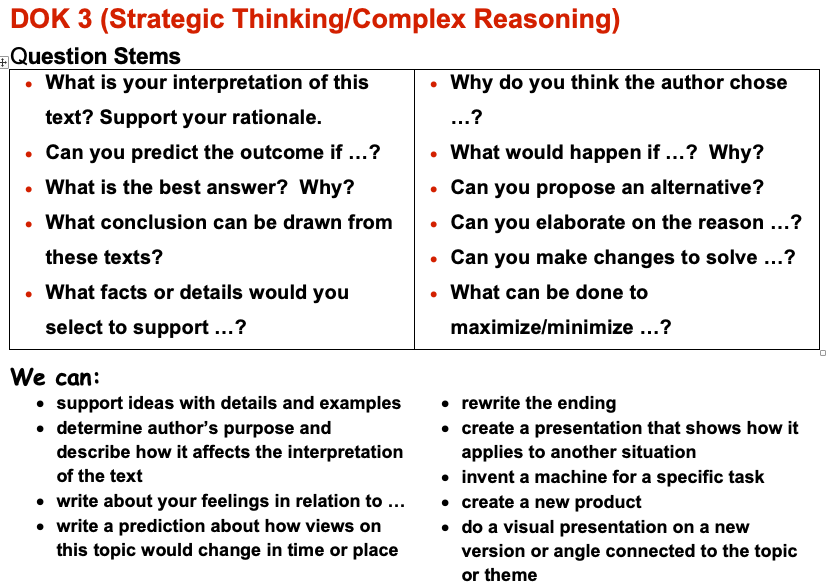 DOK 3 (Strategic Thinking/Complex Reasoning)
Question Stems
• What is your interpretation of this
text? Support your rationale.
• Can you predict the outcome if …?
• What is the best answer?  Why?
• What conclusion can be drawn from
these texts?
• What facts or details would you
select to support …?
• Why do you think the author chose
…?
• What would happen if …?  Why?
• Can you propose an alternative?
• Can you elaborate on the reason …?
• Can you make changes to solve …?
• What can be done to
maximize/minimize …?
We can:
• support ideas with details and examples
• determine author’s purpose and
describe how it affects the interpretation
of the text
• write about your feelings in relation to …
• write a prediction about how views on
this topic would change in time or place
• rewrite the ending
• create a presentation that shows how it
applies to another situation
• invent a machine for a specific task
• create a new product
• do a visual presentation on a new
version or angle connected to the topic
or theme